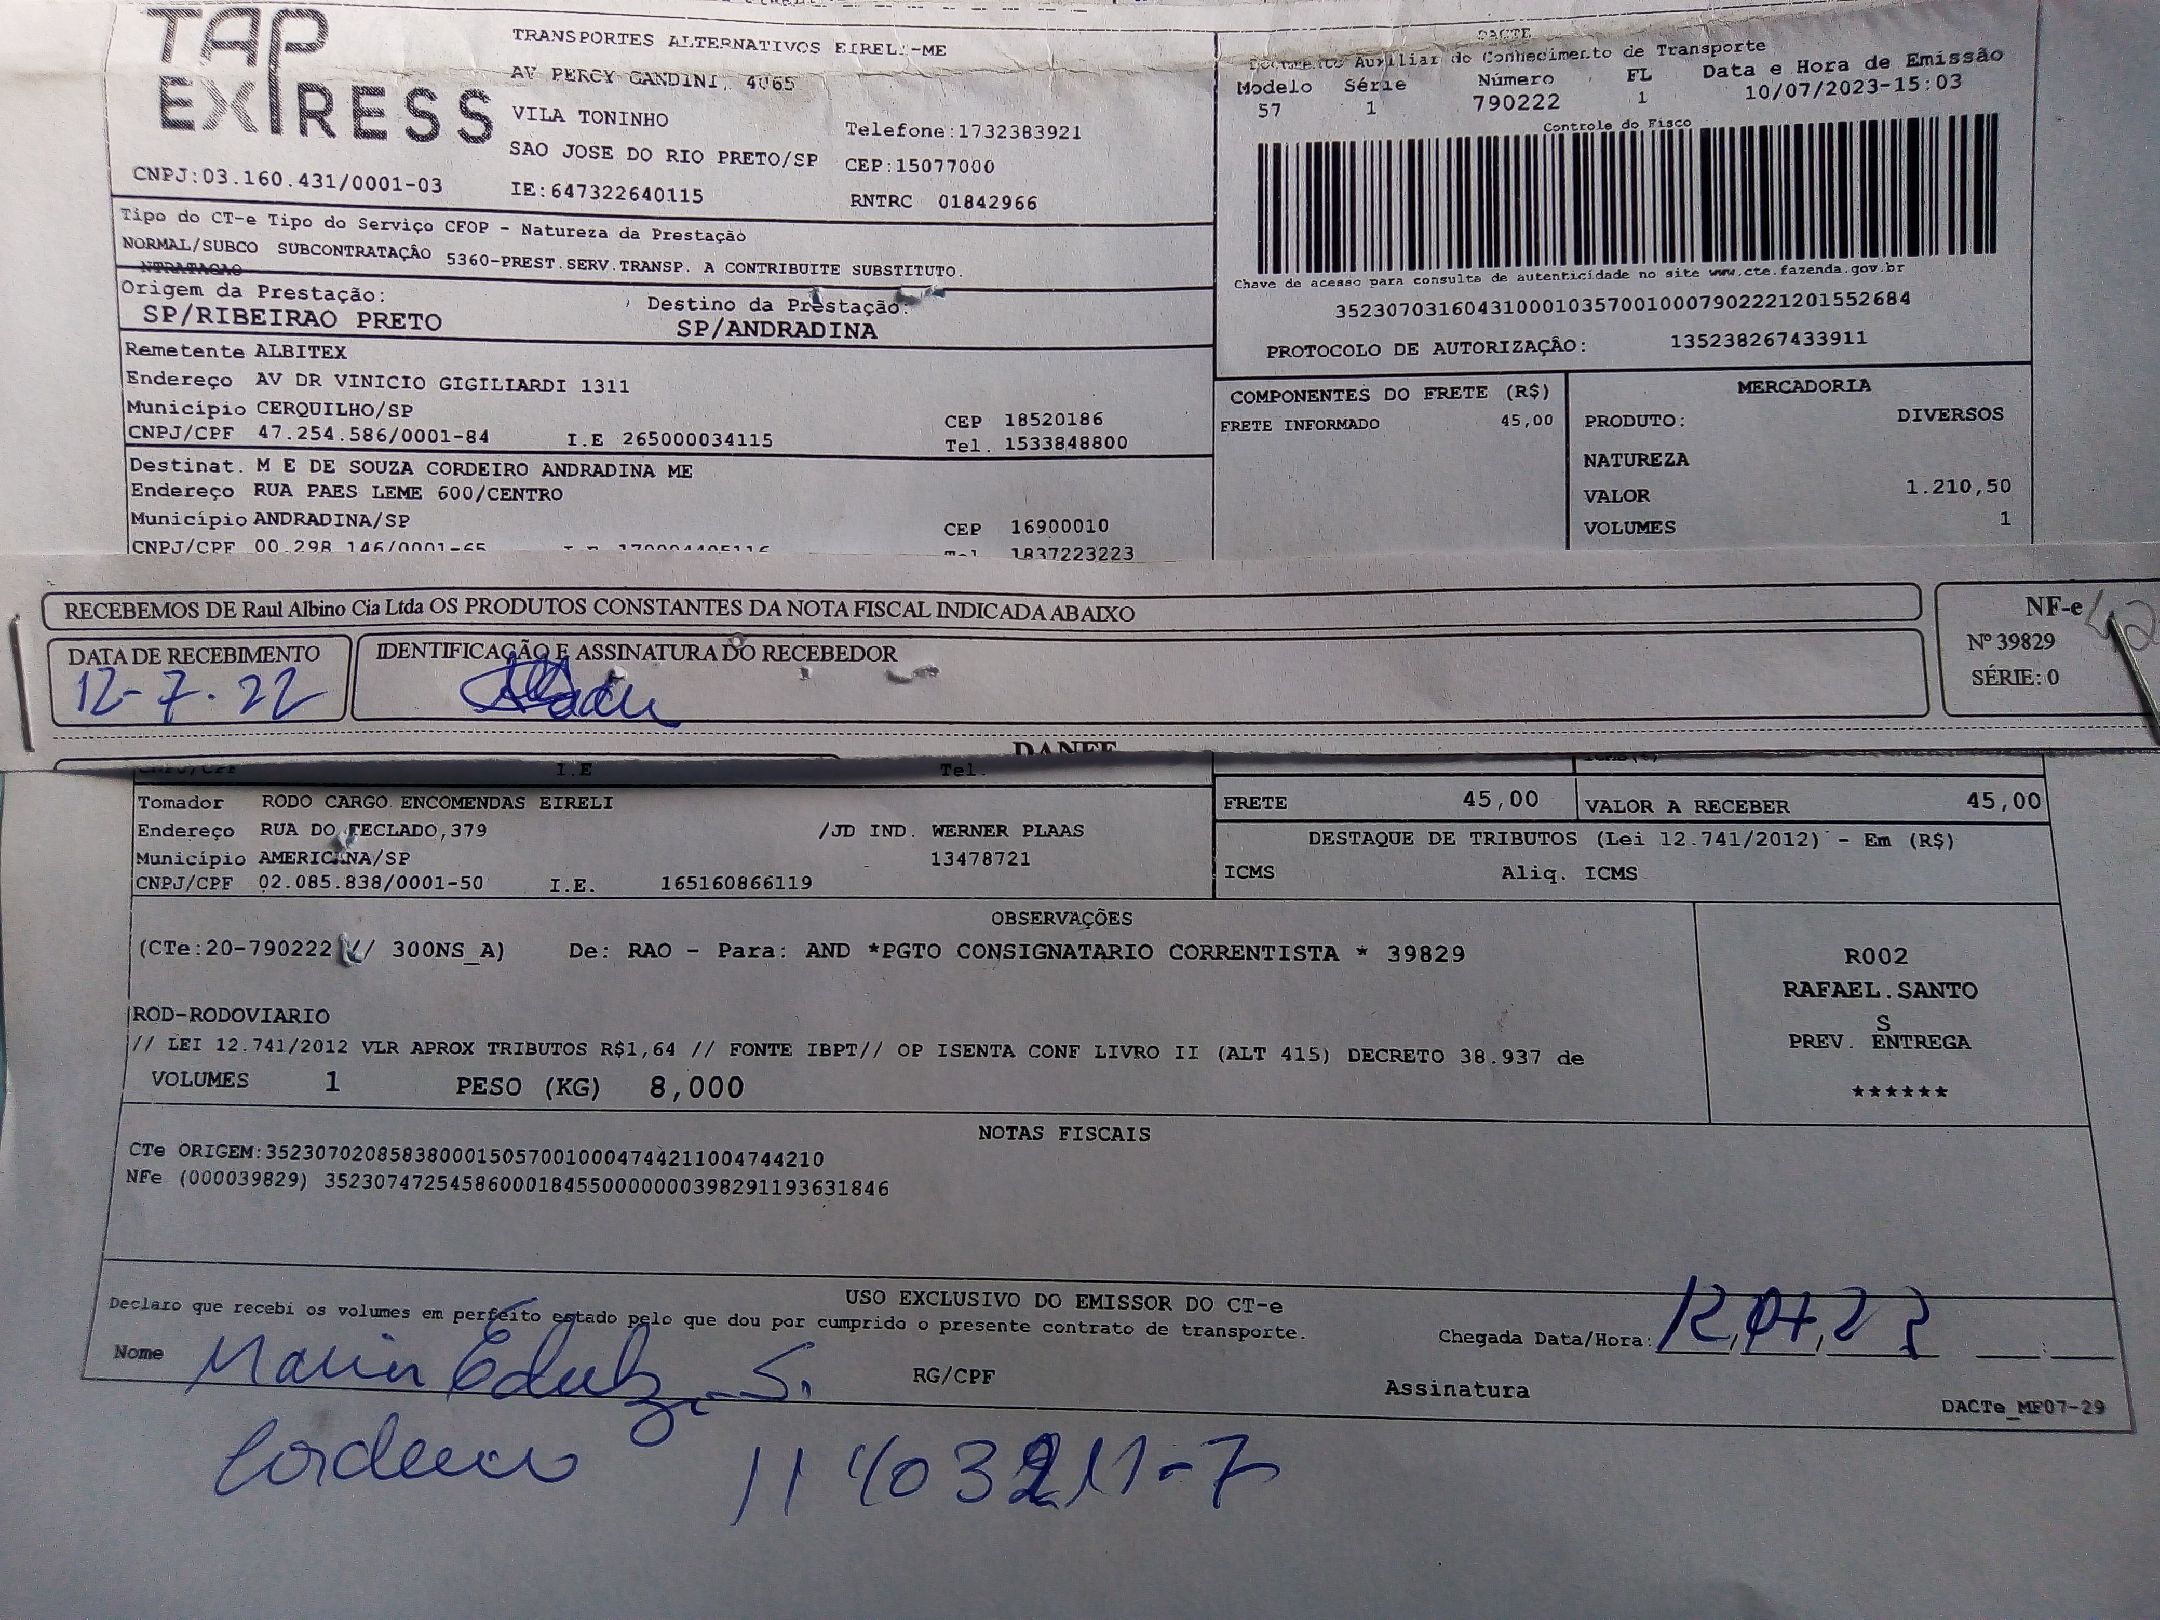 TAP EXPRESS
TRANSPORTES ALTERNATIVOS EIRELI-ME
AV PERCY GANDINI, 4065
VILA TONINHO
Telefone:1732383921
SAO JOSE DO RIO PRETO/SP CEP:15077000
CNPJ:03.160.431/0001-03 IE:647322640115 RNTRC 01842966
DACTE
Documento Auxiliar do Conhecimento de Transporte
Modelo Série Número FL Data e Hora de Emissão
57 1 790222 1 10/07/2023-15:03
Controle do Fisco
Chave de acesso para consulta de autenticidade no site www.cte.fazenda.gov.br
35230703160431000103570010007902221201552684
PROTOCOLO DE AUTORIZAÇÃO: 135238267433911
Tipo do CT-e Tipo do Serviço CFOP - Natureza da Prestação
NORMAL/SUBCO SUBCONTRATAÇÃO 5360-PREST.SERV.TRANSP. A CONTRIBUITE SUBSTITUTO.
NTRATACAO
Origem da Prestação: Destino da Prestação:
SP/RIBEIRAO PRETO SP/ANDRADINA
Remetente ALBITEX
Endereço AV DR VINICIO GIGILIARDI 1311
Município CERQUILHO/SP CEP 18520186
CNPJ/CPF 47.254.586/0001-84 I.E 265000034115 Tel. 1533848800
Destinat. M E DE SOUZA CORDEIRO ANDRADINA ME
Endereço RUA PAES LEME 600/CENTRO
Município ANDRADINA/SP CEP 16900010
CNPJ/CPF 00.298.146/0001-65 Tel 1837223223
COMPONENTES DO FRETE (R$)
FRETE INFORMADO 45,00
MERCADORIA
PRODUTO: DIVERSOS
NATUREZA
VALOR 1.210,50
VOLUMES 1
RECEBEMOS DE Raul Albino Cia Ltda OS PRODUTOS CONSTANTES DA NOTA FISCAL INDICADA ABAIXO
DATA DE RECEBIMENTO
12-7.22
IDENTIFICAÇÃO E ASSINATURA DO RECEBEDOR
NF-e
Nº 39829
SÉRIE: 0
DANFE
CNPJ/CPF I.E Tel.
Tomador RODO CARGO ENCOMENDAS EIRELI
Endereço RUA DO TECLADO,379 /JD IND. WERNER PLAAS
Município AMERICANA/SP 13478721
CNPJ/CPF 02.085.838/0001-50 I.E. 165160866119
FRETE 45,00 VALOR A RECEBER 45,00
DESTAQUE DE TRIBUTOS (Lei 12.741/2012) - Em (R$)
ICMS Aliq. ICMS
OBSERVAÇÕES
(CTe:20-790222 / 300NS_A) De: RAO - Para: AND *PGTO CONSIGNATARIO CORRENTISTA * 39829
ROD-RODOVIARIO
// LEI 12.741/2012 VLR APROX TRIBUTOS R$1,64 // FONTE IBPT// OP ISENTA CONF LIVRO II (ALT 415) DECRETO 38.937 de
VOLUMES 1 PESO (KG) 8,000
R002
RAFAEL.SANTO
S
PREV. ENTREGA
******
NOTAS FISCAIS
CTe ORIGEM:35230702085838000150570010004744211004744210
NFe (000039829) 35230747254586000184550000000398291193631846
USO EXCLUSIVO DO EMISSOR DO CT-e
Declaro que recebi os volumes em perfeito estado pelo que dou por cumprido o presente contrato de transporte.
Chegada Data/Hora: 12,07,23
Nome Maria S. RG/CPF Assinatura
DACTe_MF07-29
Cordeiro